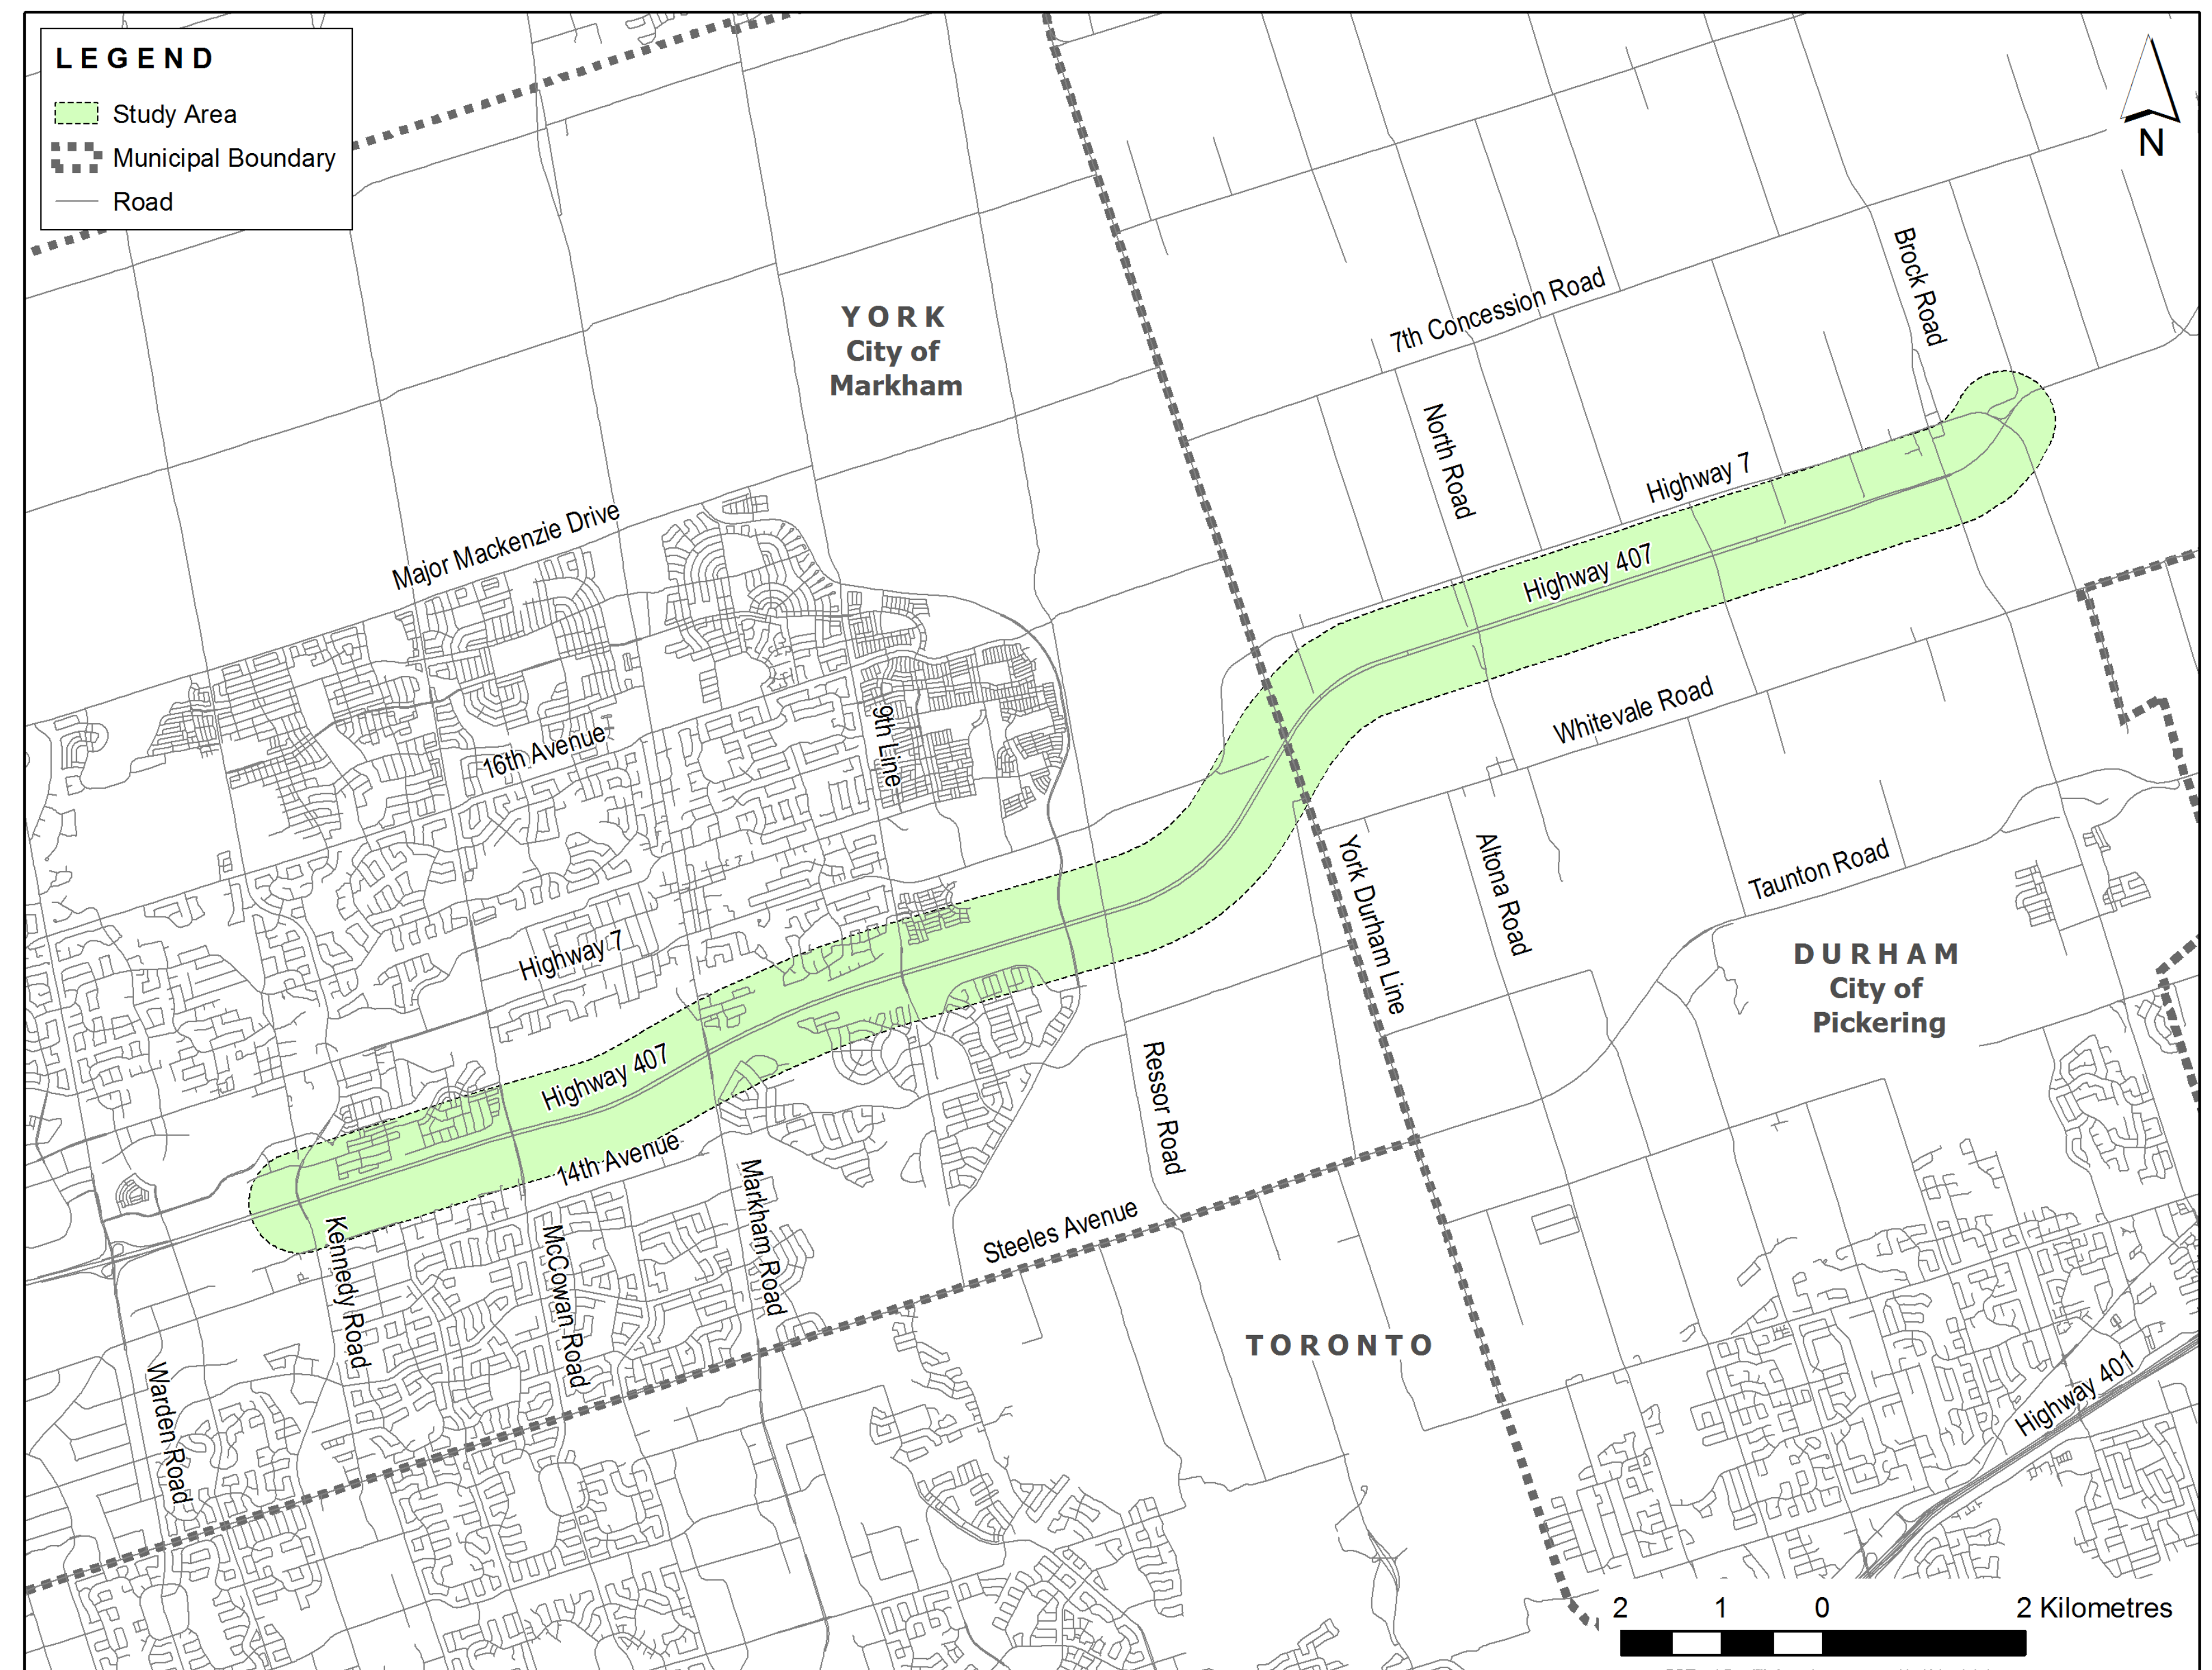 LEGEND
Study Area
Municipal Boundary
Road
N
YORK
City of
Markham
Brock Road
7th Concession Road
North Road
Highway 7
Major Mackenzie Drive
Highway 407
9th Line
16th Avenue
Whitevale Road
York Durham Line
Altona Road
Taunton Road
Highway 7
DURHAM
City of
Pickering
Highway 407
Ressor Road
14th Avenue
Markham Road
Steeles Avenue
Kennedy Road
McCowan Road
TORONTO
Warden Road
Highway 401
2 1 0 2 Kilometres